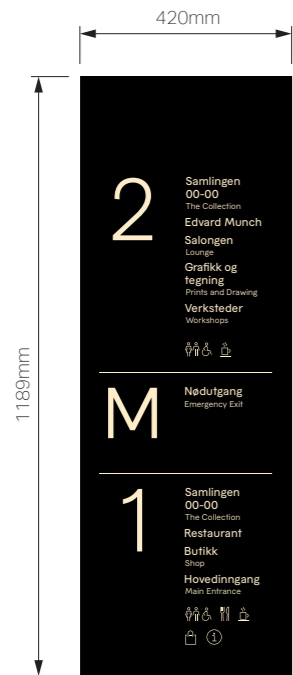 420mm
1189mm
2
Samlingen
00-00
The Collection
Edvard Munch
Salongen
Lounge
Grafikk og
tegning
Prints and Drawing
Verksteder
Workshops
M
Nødutgang
Emergency Exit
1
Samlingen
00-00
The Collection
Restaurant
Butikk
Shop
Hovedinngang
Main Entrance